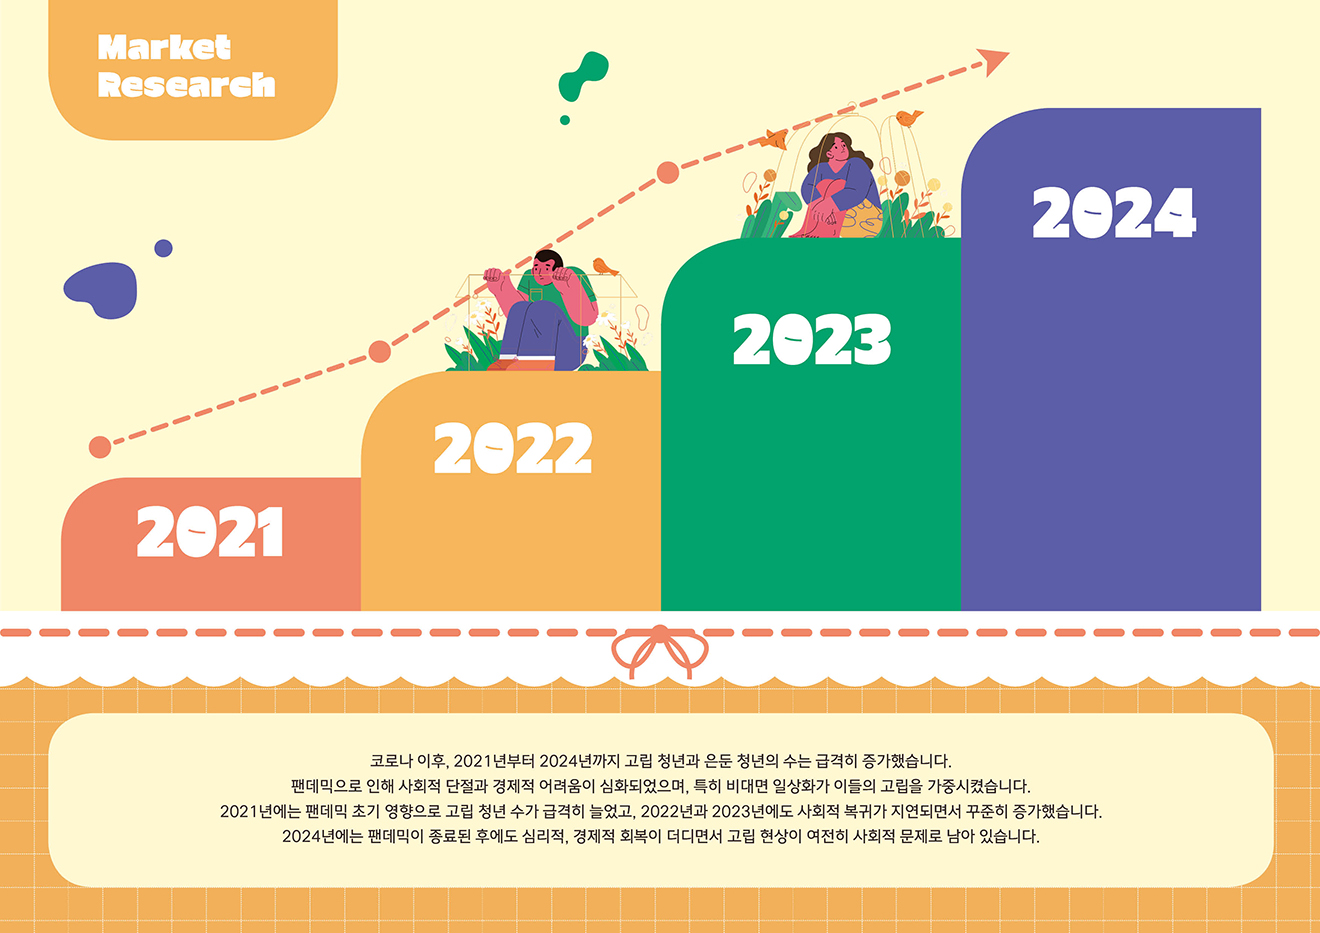 Market
Research
2024
2023
2022
2021
코로나 이후, 2021년부터 2024년까지 고립 청년과 은둔 청년의 수는 급격히 증가했습니다.
팬데믹으로 인해 사회적 단절과 경제적 어려움이 심화되었으며, 특히 비대면 일상화가 이들의 고립을 가중시켰습니다.
2021년에는 팬데믹 초기 영향으로 고립 청년 수가 급격히 늘었고, 2022년과 2023년에도 사회적 복귀가 지연되면서 꾸준히 증가했습니다.
2024년에는 팬데믹이 종료된 후에도 심리적, 경제적 회복이 더디면서 고립 현상이 여전히 사회적 문제로 남아 있습니다.